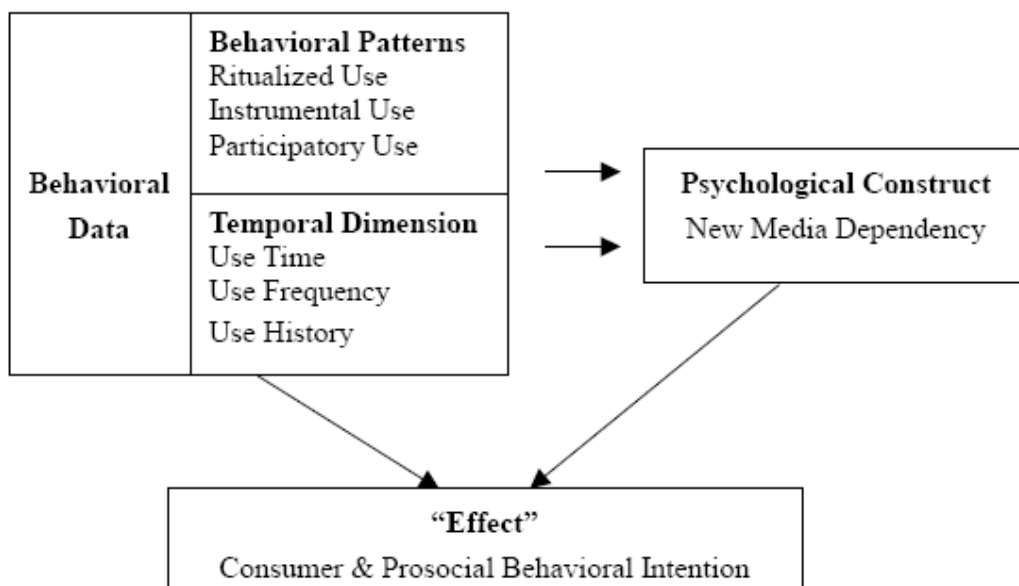 Behavioral
Data
Behavioral Patterns
Ritualized Use
Instrumental Use
Participatory Use
Temporal Dimension
Use Time
Use Frequency
Use History
Psychological Construct
New Media Dependency
“Effect”
Consumer & Prosocial Behavioral Intention